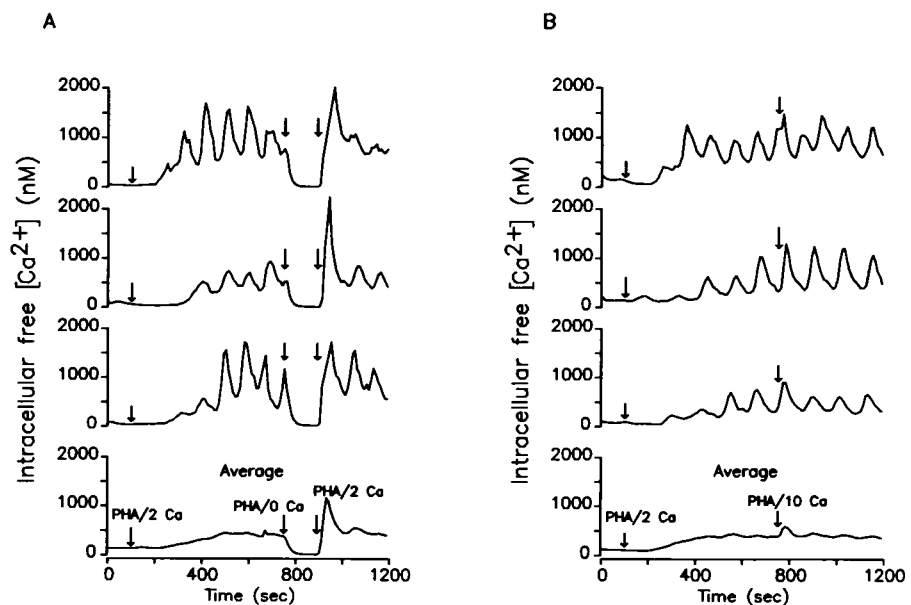 A
B
Intracellular free [Ca2+] (nM)
2000
1000
0
2000
1000
0
2000
1000
0
2000
1000
0
Average
PHA/2 Ca
PHA/0 Ca
PHA/2 Ca
0
400
800
1200
Time (sec)
Intracellular free [Ca2+] (nM)
2000
1000
0
2000
1000
0
2000
1000
0
2000
1000
0
Average
PHA/2 Ca
PHA/10 Ca
0
400
800
1200
Time (sec)